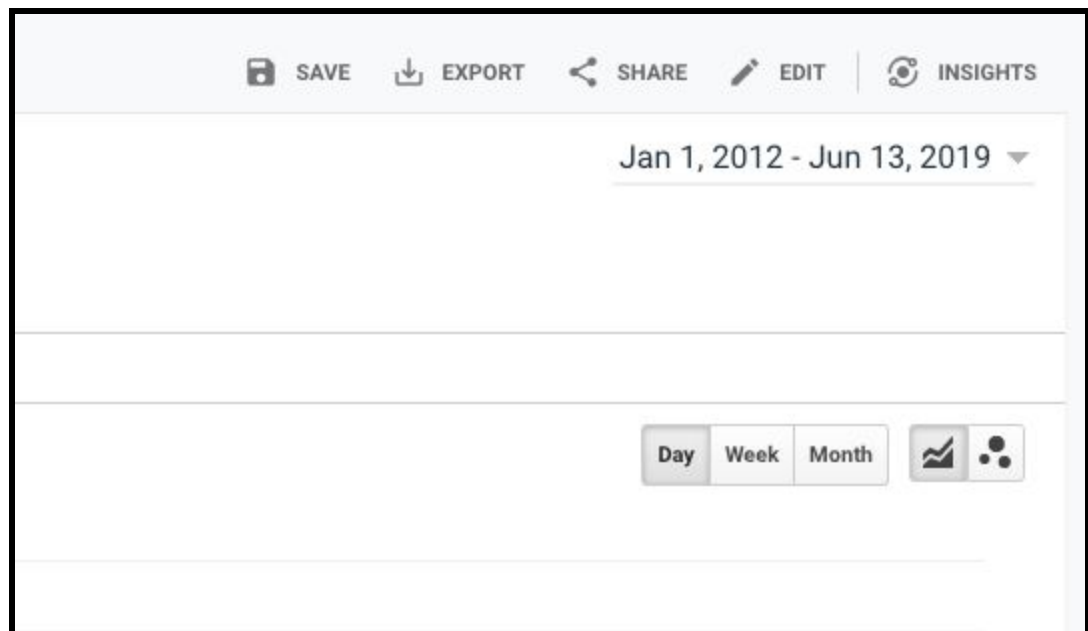 SAVE EXPORT SHARE EDIT INSIGHTS
Jan 1, 2012 - Jun 13, 2019
Day Week Month